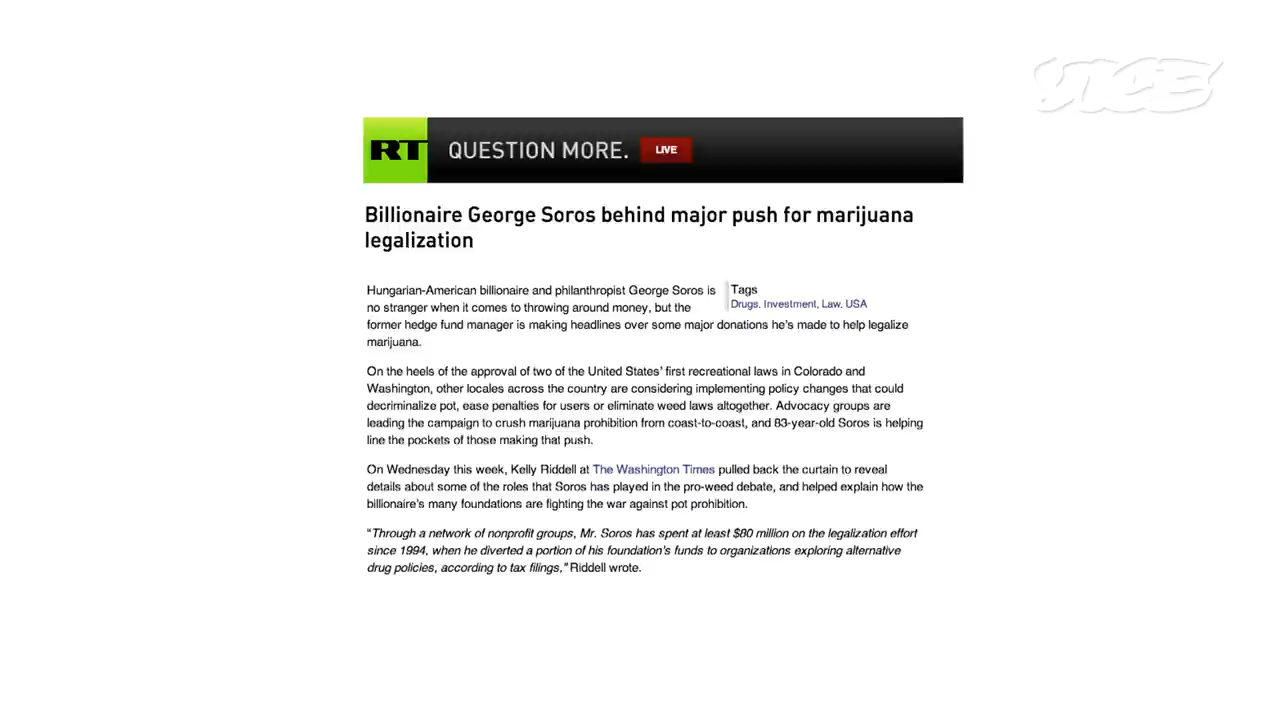 VICE
RT QUESTION MORE. LIVE
Billionaire George Soros behind major push for marijuana
legalization
Hungarian-American billionaire and philanthropist George Soros is
no stranger when it comes to throwing around money, but the
former hedge fund manager is making headlines over some major donations he's made to help legalize
marijuana.
Tags
Drugs, Investment, Law, USA
On the heels of the approval of two of the United States' first recreational laws in Colorado and
Washington, other locales across the country are considering implementing policy changes that could
decriminalize pot, ease penalties for users or eliminate weed laws altogether. Advocacy groups are
leading the campaign to crush marijuana prohibition from coast-to-coast, and 83-year-old Soros is helping
line the pockets of those making that push.
On Wednesday this week, Kelly Riddell at The Washington Times pulled back the curtain to reveal
details about some of the roles that Soros has played in the pro-weed debate, and helped explain how the
billionaire's many foundations are fighting the war against pot prohibition.
"Through a network of nonprofit groups, Mr. Soros has spent at least $80 million on the legalization effort
since 1994, when he diverted a portion of his foundation's funds to organizations exploring alternative
drug policies, according to tax filings," Riddell wrote.